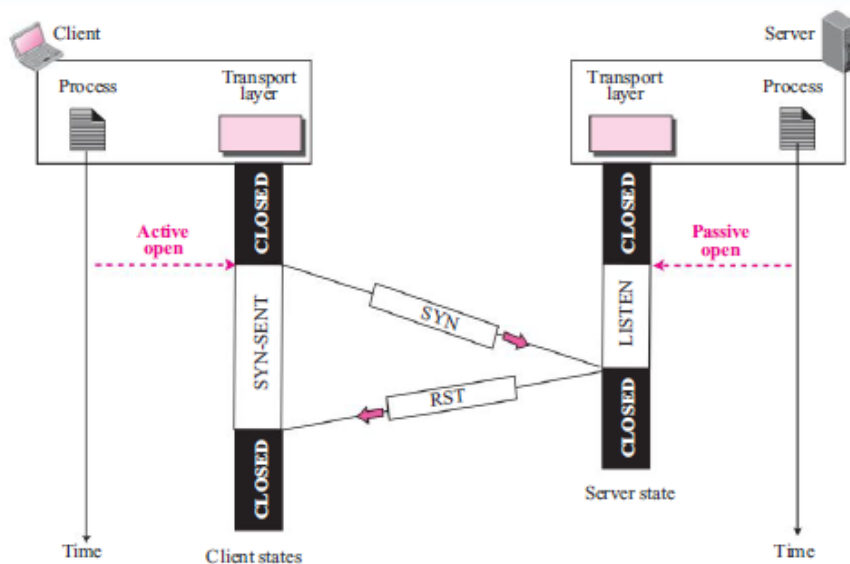 Client
Server
Process
Transport
layer
Transport
layer
Process
CLOSED
CLOSED
Active
open
Passive
open
SYN
SYN-SENT
LISTEN
RST
CLOSED
CLOSED
Server state
Time
Client states
Time